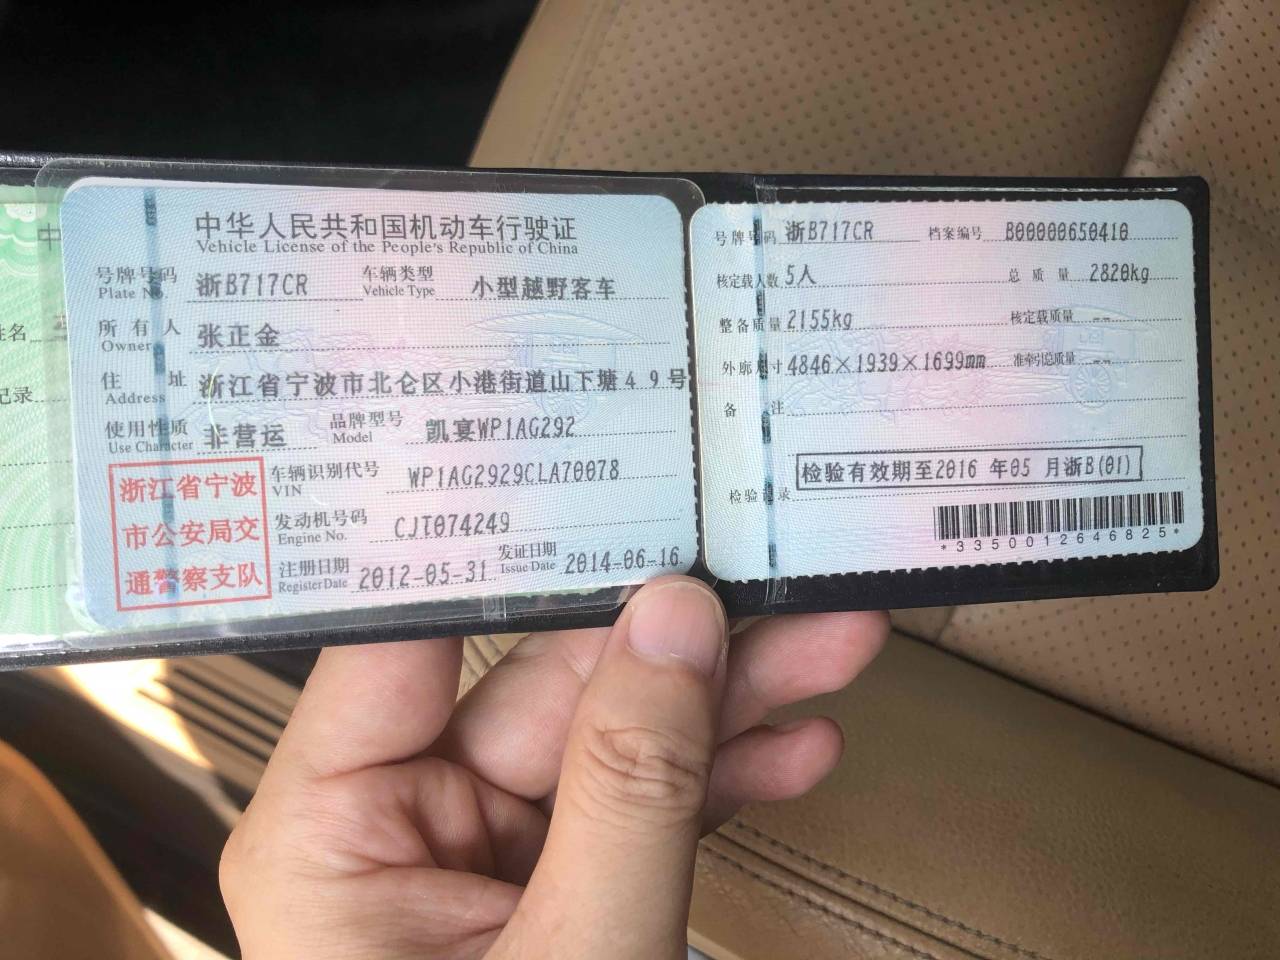 中华人民共和国机动车行驶证
Vehicle License of the People's Republic of China
号牌号码 浙B717CR 车辆类型 小型越野客车
Plate No. Vehicle Type
所有人 张正金
Owner
住址 浙江省宁波市北仑区小港街道山下塘49号
Address
使用性质 非营运 品牌型号 凯宴WP1AG292
Use Character Model
浙江省宁波
市公安局交
通警察支队
车辆识别代号 WP1AG2929CLA70078
VIN
发动机号码 CJT074249
Engine No.
注册日期 2012-05-31 发证日期 2014-06-16
Register Date Issue Date
号牌号码 浙B717CR 档案编号 B00000650410
核定载人数 5人 总质量 2820kg
整备质量 2155kg 核定载质量 --
外廓尺寸 4846×1939×1699mm 准牵引总质量 --
备注
检验记录 检验有效期至2016 年05 月浙B(01)
*3350012646825*
中
姓名
记录